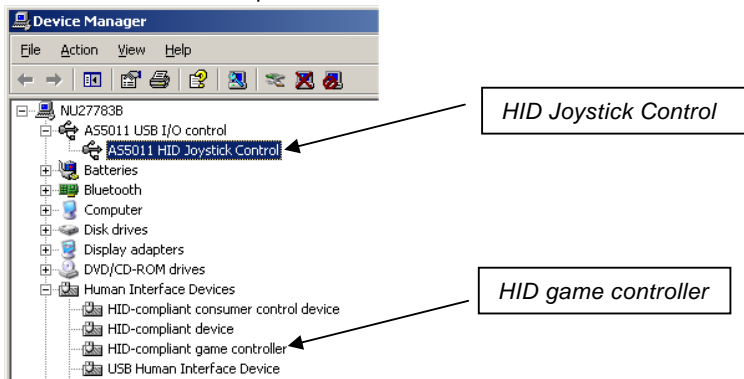 Device Manager
File Action View Help
NU27783B
AS5011 USB I/O control
AS5011 HID Joystick Control
HID Joystick Control
Batteries
Bluetooth
Computer
Disk drives
Display adapters
DVD/CD-ROM drives
Human Interface Devices
HID game controller
HID-compliant consumer control device
HID-compliant device
HID-compliant game controller
USB Human Interface Device